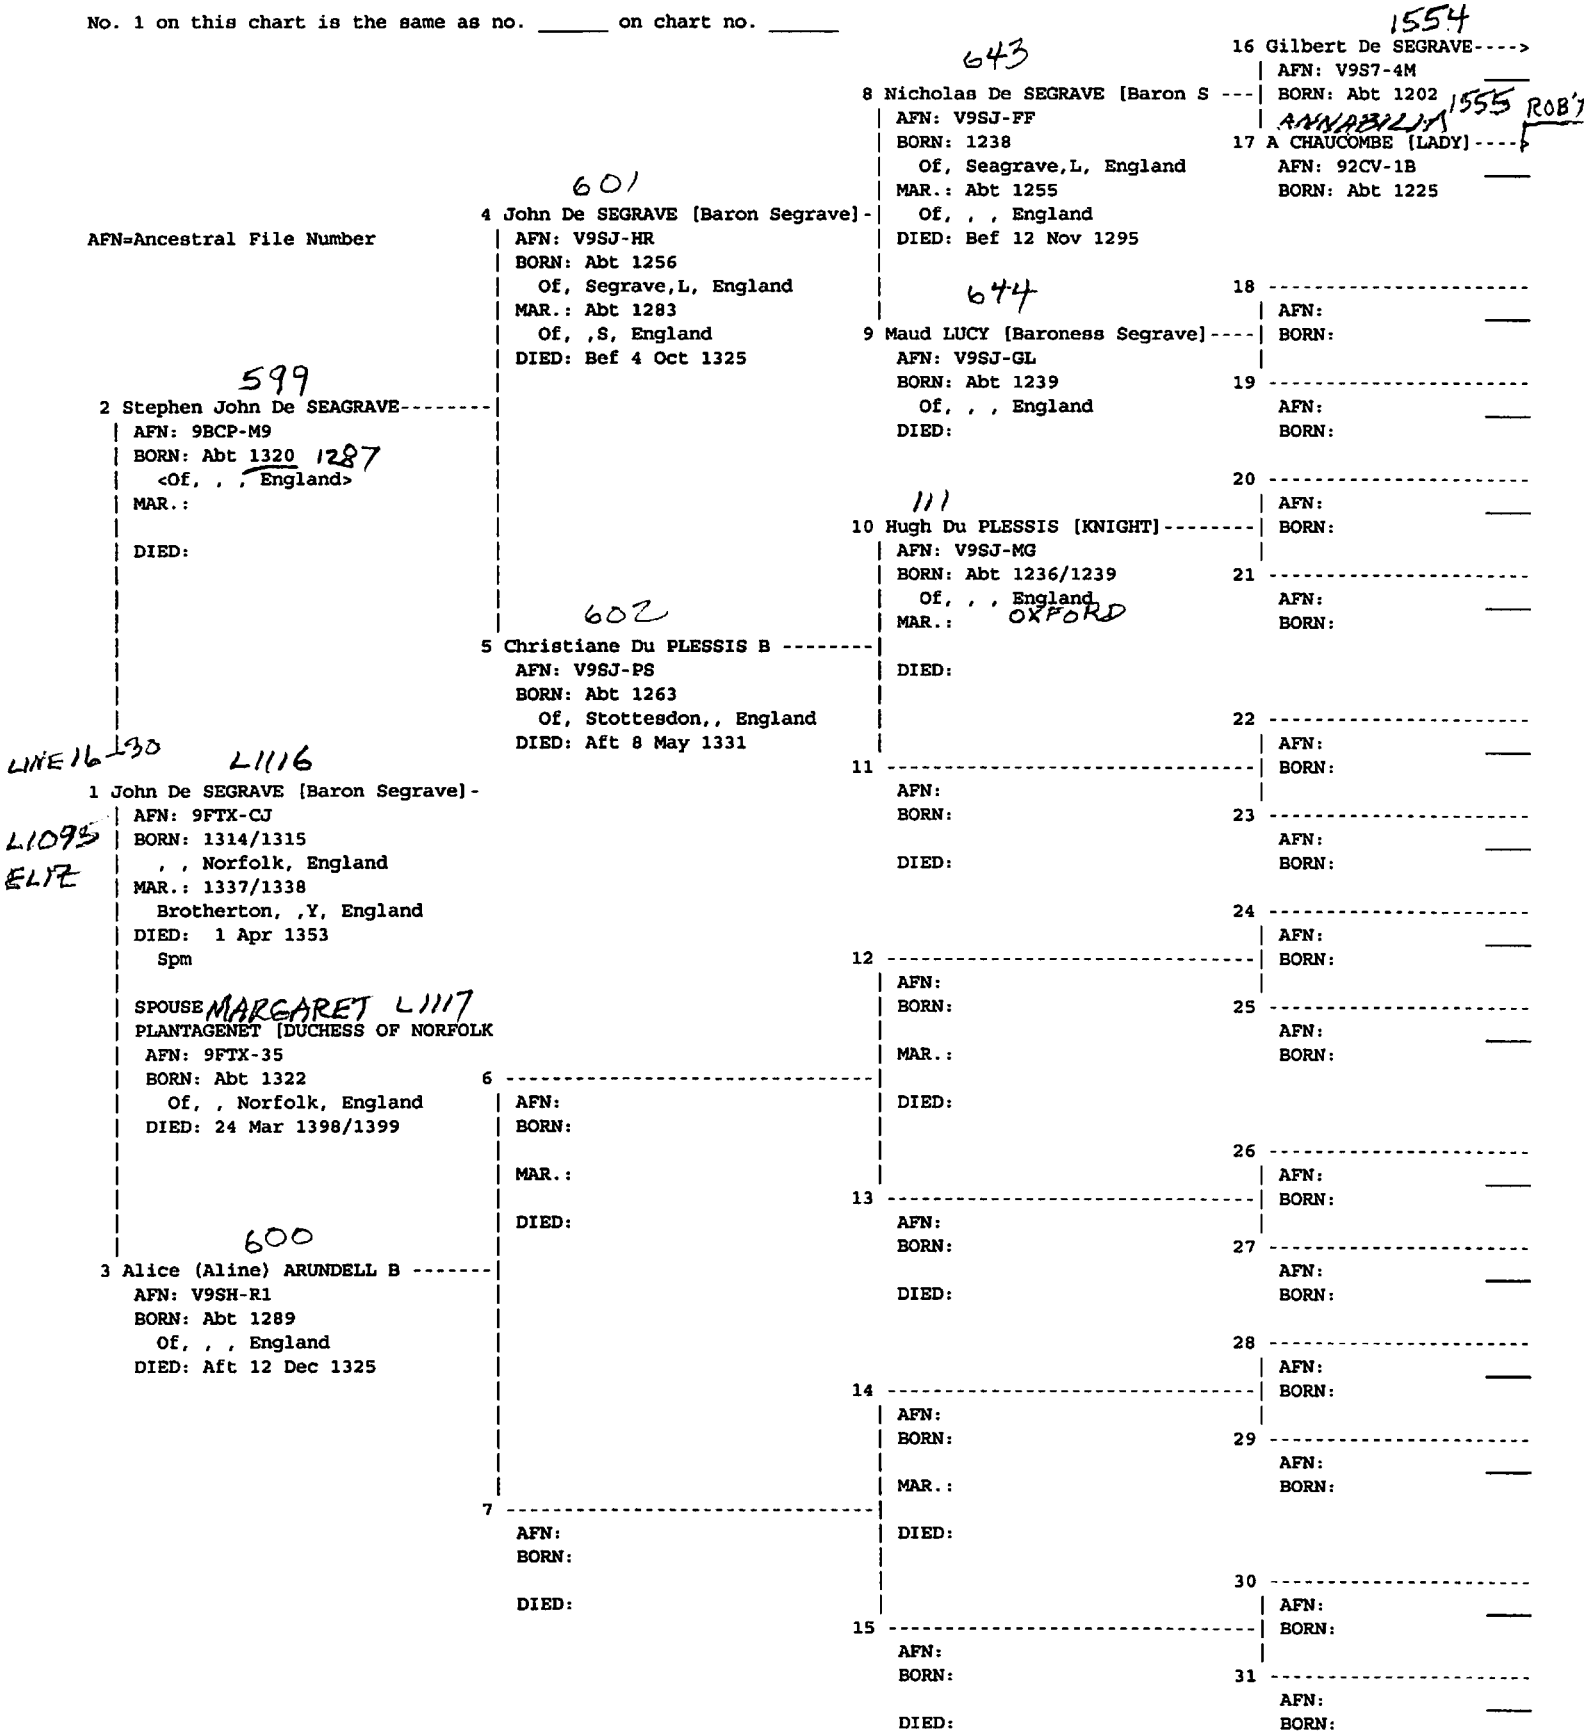 No. 1 on this chart is the same as no. ______ on chart no. ______
AFN=Ancestral File Number
LINE 16-30
L1116
1 John De SEGRAVE [Baron Segrave]-
AFN: 9FTX-CJ
L1095
BORN: 1314/1315
ELIZ
, , Norfolk, England
MAR.: 1337/1338
Brotherton, ,Y, England
DIED: 1 Apr 1353
Spm
SPOUSE MARGARET L1117
PLANTAGENET [DUCHESS OF NORFOLK
AFN: 9FTX-35
BORN: Abt 1322
Of, , Norfolk, England
DIED: 24 Mar 1398/1399
599
2 Stephen John De SEAGRAVE--------
AFN: 9BCP-M9
BORN: Abt 1320 1287
<Of, , , England>
MAR.:
DIED:
600
3 Alice (Aline) ARUNDELL B -------
AFN: V9SH-R1
BORN: Abt 1289
Of, , , England
DIED: Aft 12 Dec 1325
601
4 John De SEGRAVE [Baron Segrave]-
AFN: V9SJ-HR
BORN: Abt 1256
Of, Segrave,L, England
MAR.: Abt 1283
Of, ,S, England
DIED: Bef 4 Oct 1325
602
5 Christiane Du PLESSIS B --------
AFN: V9SJ-PS
BORN: Abt 1263
Of, Stottesdon,, England
DIED: Aft 8 May 1331
6 --------------------------------
AFN:
BORN:
MAR.:
DIED:
7 --------------------------------
AFN:
BORN:
DIED:
643
8 Nicholas De SEGRAVE [Baron S ---
AFN: V9SJ-FF
BORN: 1238
Of, Seagrave,L, England
MAR.: Abt 1255
Of, , , England
DIED: Bef 12 Nov 1295
644
9 Maud LUCY [Baroness Segrave]----
AFN: V9SJ-GL
BORN: Abt 1239
Of, , , England
DIED:
111
10 Hugh Du PLESSIS [KNIGHT]--------
AFN: V9SJ-MG
BORN: Abt 1236/1239
Of, , , England
MAR.: OXFORD
DIED:
11 --------------------------------
AFN:
BORN:
DIED:
12 --------------------------------
AFN:
BORN:
MAR.:
DIED:
13 --------------------------------
AFN:
BORN:
DIED:
14 --------------------------------
AFN:
BORN:
MAR.:
DIED:
15 --------------------------------
AFN:
BORN:
DIED:
1554
16 Gilbert De SEGRAVE---->
AFN: V9S7-4M
BORN: Abt 1202
ANNABILIA 1555 ROB'T
17 A CHAUCOMBE [LADY]---->
AFN: 92CV-1B
BORN: Abt 1225
18 -----------------------
AFN:
BORN:
19 -----------------------
AFN:
BORN:
20 -----------------------
AFN:
BORN:
21 -----------------------
AFN:
BORN:
22 -----------------------
AFN:
BORN:
23 -----------------------
AFN:
BORN:
24 -----------------------
AFN:
BORN:
25 -----------------------
AFN:
BORN:
26 -----------------------
AFN:
BORN:
27 -----------------------
AFN:
BORN:
28 -----------------------
AFN:
BORN:
29 -----------------------
AFN:
BORN:
30 -----------------------
AFN:
BORN:
31 -----------------------
AFN:
BORN: